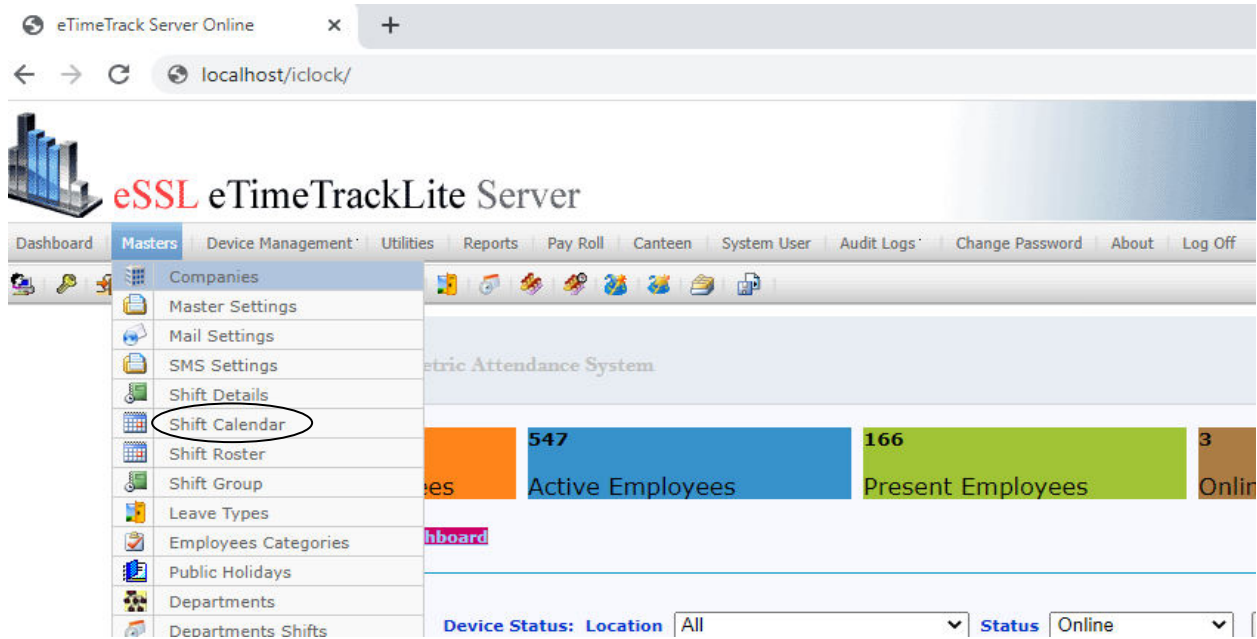 eTimeTrack Server Online
localhost/iclock/
eSSL eTimeTrackLite Server
Dashboard Masters Device Management Utilities Reports Pay Roll Canteen System User Audit Logs Change Password About Log Off
Companies
Master Settings
Mail Settings
SMS Settings
etric Attendance System
Shift Details
Shift Calendar
547 166 3
Shift Roster
Shift Group
ees Active Employees Present Employees Onlin
Leave Types
Employees Categories
hboard
Public Holidays
Departments
Departments Shifts
Device Status: Location All Status Online